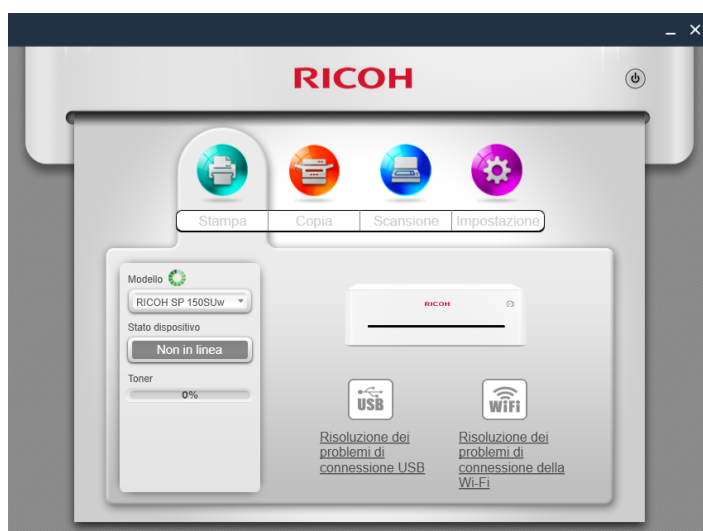 RICOH
Stampa
Copia
Scansione
Impostazione
Modello
RICOH SP 150SUw
Stato dispositivo
Non in linea
Toner
0%
RICOH
USB
WiFi
Risoluzione dei
problemi di
connessione USB
Risoluzione dei
problemi di
connessione della
Wi-Fi